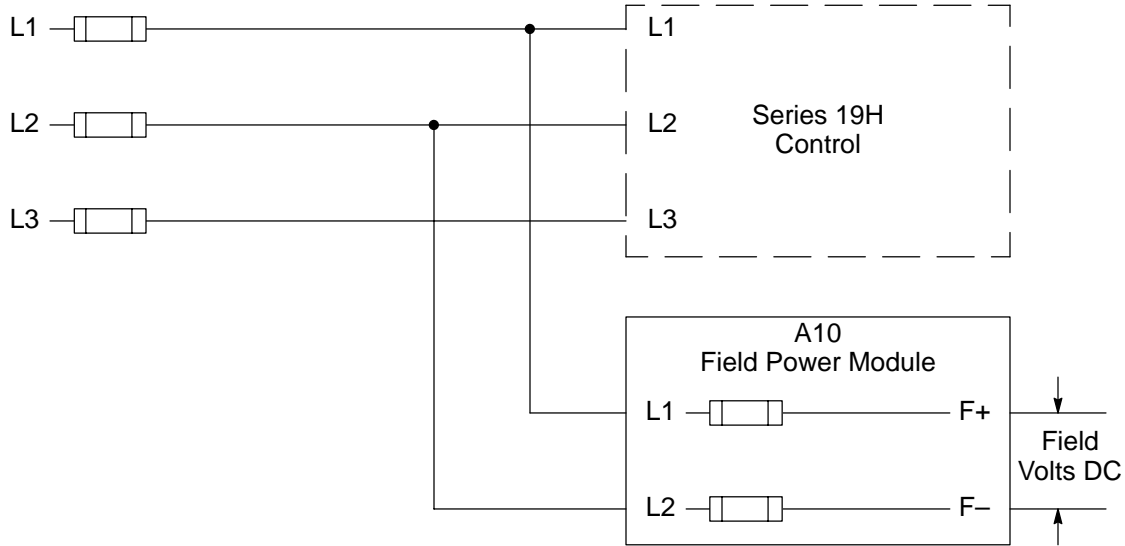 L1
L1
L2
L2
Series 19H
Control
L3
L3
A10
Field Power Module
L1
F+
L2
F–
Field
Volts DC